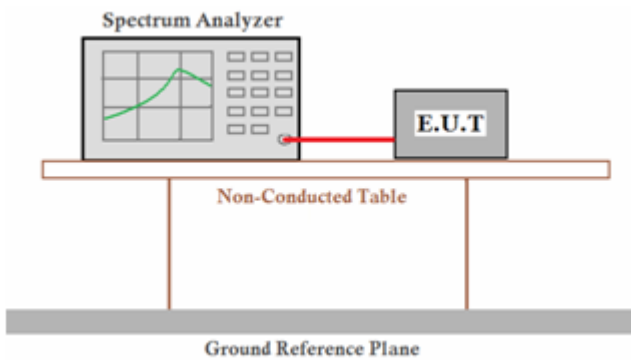 Spectrum Analyzer
E.U.T
Non-Conducted Table
Ground Reference Plane